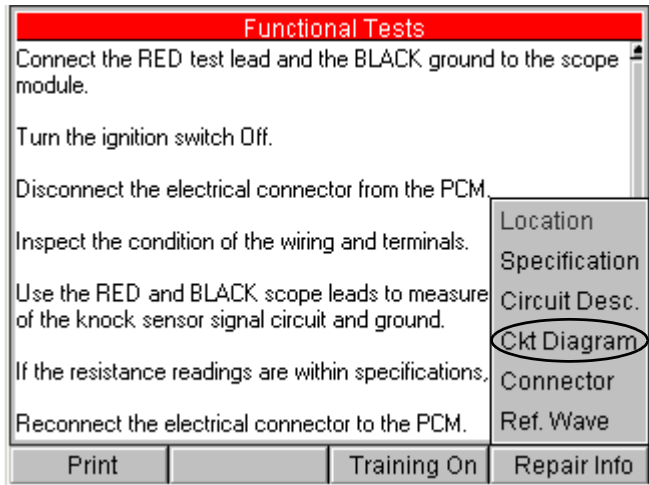 Functional Tests
Connect the RED test lead and the BLACK ground to the scope
module.
Turn the ignition switch Off.
Disconnect the electrical connector from the PCM.
Inspect the condition of the wiring and terminals.
Use the RED and BLACK scope leads to measure
of the knock sensor signal circuit and ground.
If the resistance readings are within specifications,
Reconnect the electrical connector to the PCM.
Location
Specification
Circuit Desc.
Ckt Diagram
Connector
Ref. Wave
Print
Training On
Repair Info